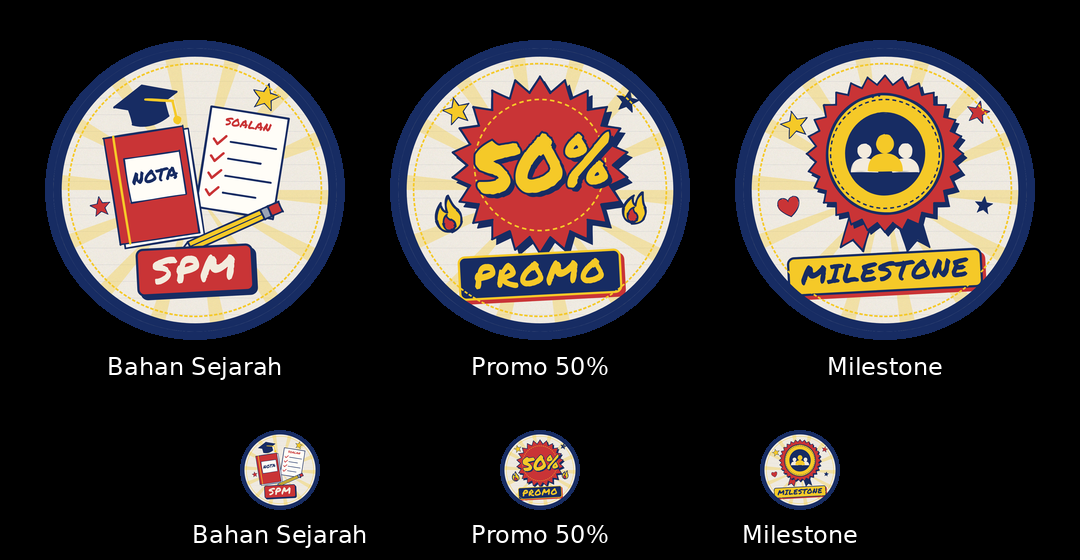 SOALAN
NOTA
SPM
50%
PROMO
MILESTONE
Bahan Sejarah
Promo 50%
Milestone
SOALAN
NOTA
SPM
50%
PROMO
MILESTONE
Bahan Sejarah
Promo 50%
Milestone